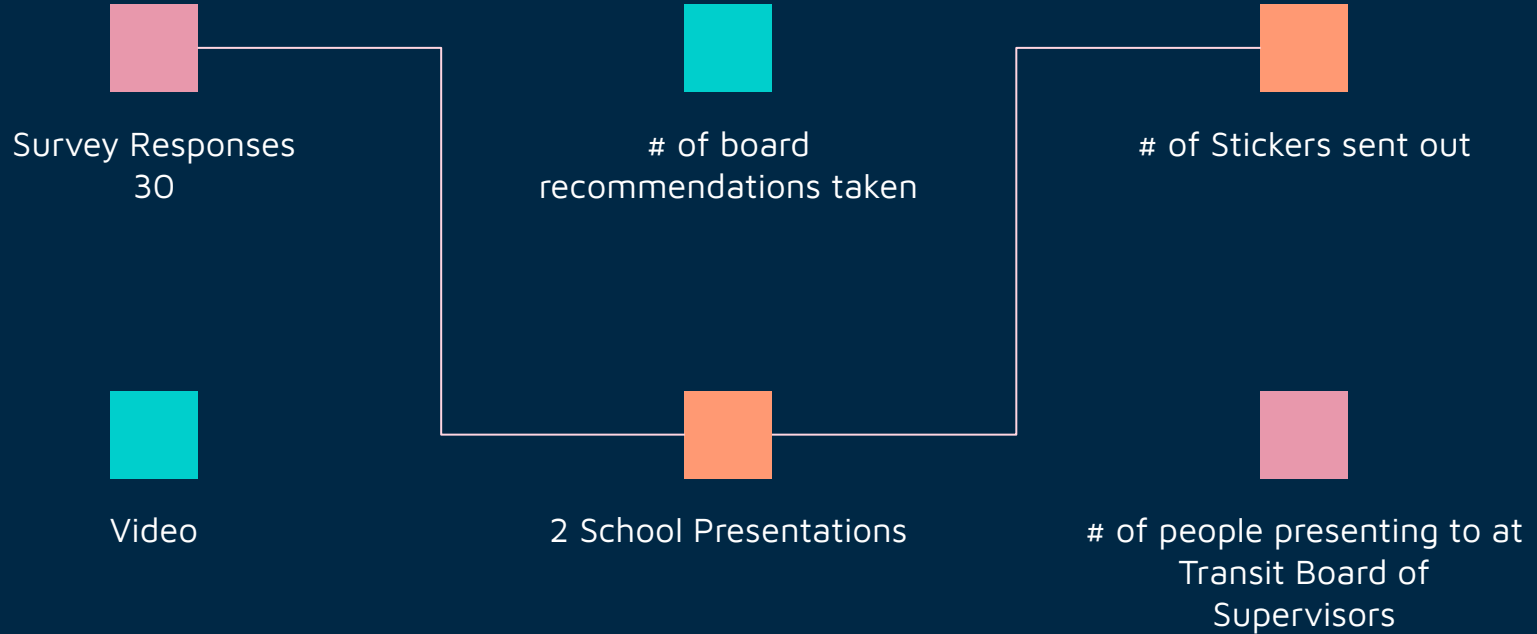 Survey Responses
30
# of board
recommendations taken
# of Stickers sent out
Video
2 School Presentations
# of people presenting to at
Transit Board of
Supervisors